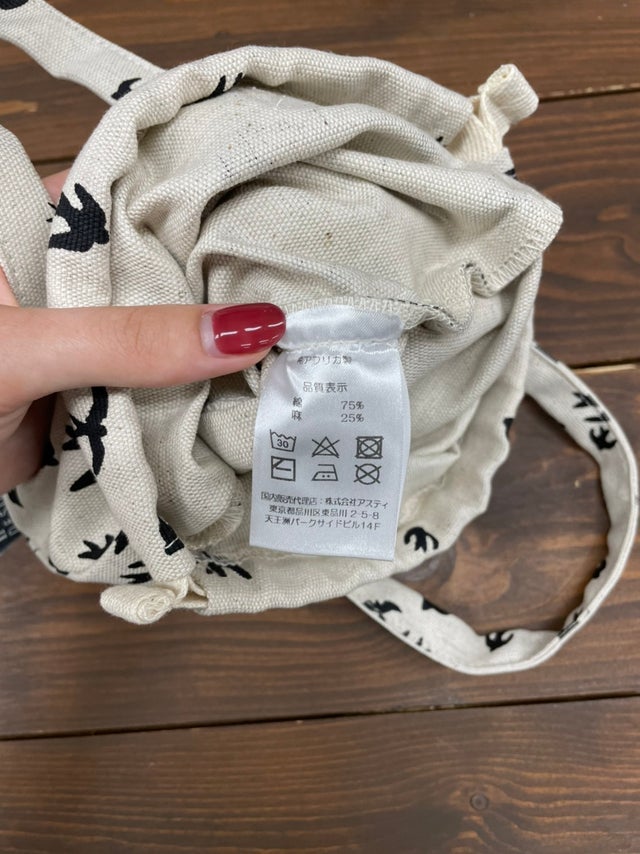 南アフリカ製
品質表示
綿 75%
麻 25%
30
国内販売代理店：株式会社アスティ
東京都品川区東品川 2-5-8
天王洲パークサイドビル14F